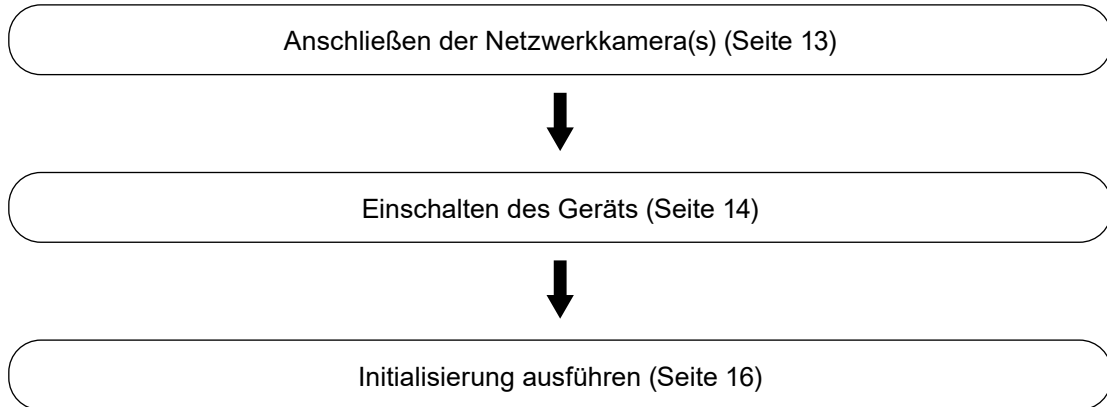 Anschließen der Netzwerkkamera(s) (Seite 13)
Einschalten des Geräts (Seite 14)
Initialisierung ausführen (Seite 16)